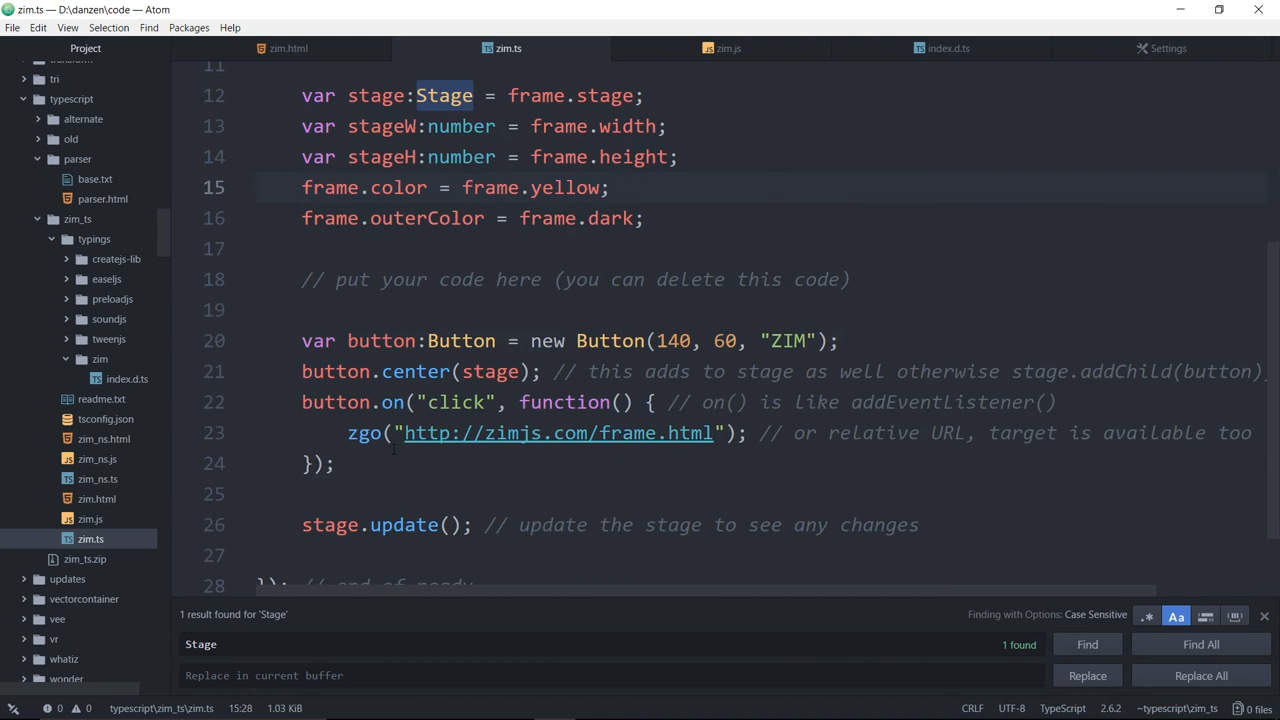 zim.ts — D:\danzen\code — Atom
File Edit View Selection Find Packages Help
Project
zim.html
zim.ts
zim.js
index.d.ts
Settings
transform
tri
typescript
alternate
old
parser
base.txt
parser.html
zim_ts
typings
createjs-lib
easeljs
preloadjs
soundjs
tweenjs
zim
index.d.ts
readme.txt
tsconfig.json
zim_ns.html
zim_ns.js
zim_ns.ts
zim.html
zim.js
zim.ts
zim_ts.zip
updates
vectorcontainer
vee
vr
whatiz
wonder
11
12 var stage:Stage = frame.stage;
13 var stageW:number = frame.width;
14 var stageH:number = frame.height;
15 frame.color = frame.yellow;
16 frame.outerColor = frame.dark;
17
18 // put your code here (you can delete this code)
19
20 var button:Button = new Button(140, 60, "ZIM");
21 button.center(stage); // this adds to stage as well otherwise stage.addChild(button)
22 button.on("click", function() { // on() is like addEventListener()
23 zgo("http://zimjs.com/frame.html"); // or relative URL, target is available too
24 });
25
26 stage.update(); // update the stage to see any changes
27
28 }); // end of ready
1 result found for 'Stage'
Finding with Options: Case Sensitive
.* Aa
Stage
1 found
Find
Find All
Replace in current buffer
Replace
Replace All
0 0 typescript\zim_ts\zim.ts 15:28 1.03 KiB
CRLF UTF-8 TypeScript 2.6.2 ~typescript\zim_ts 0 files